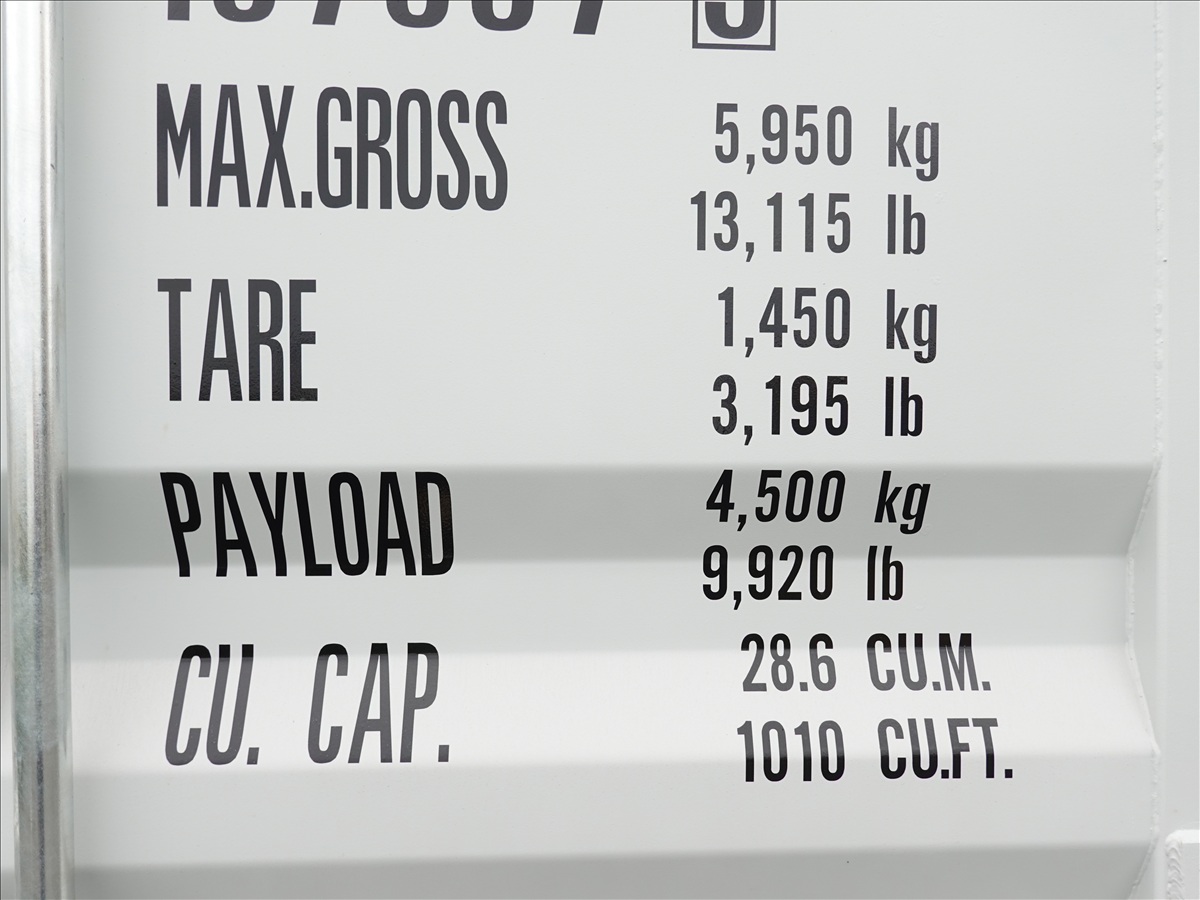 MAX.GROSS 5,950 kg
13,115 lb
TARE 1,450 kg
3,195 lb
PAYLOAD 4,500 kg
9,920 lb
CU. CAP. 28.6 CU.M.
1010 CU.FT.